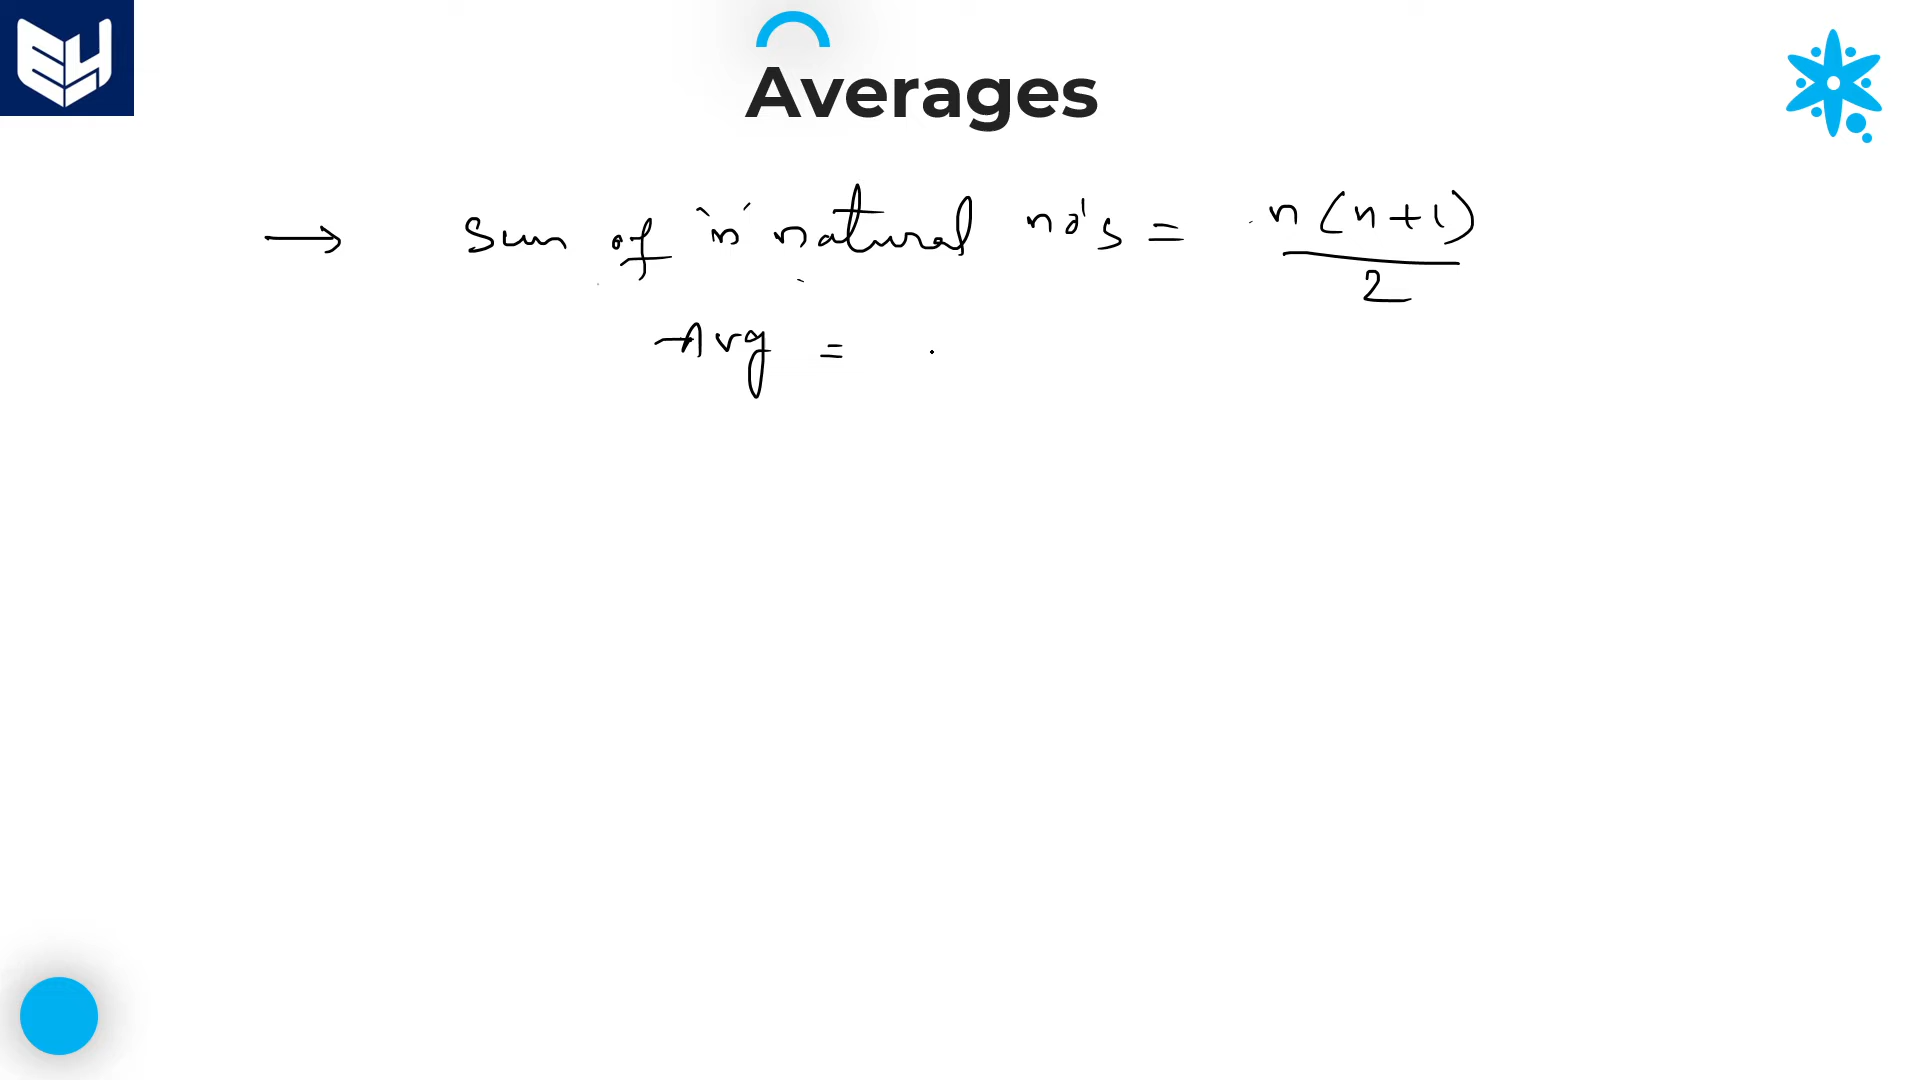 Averages
→ Sum of 'n' natural no's = n(n+1)/2
Avg =